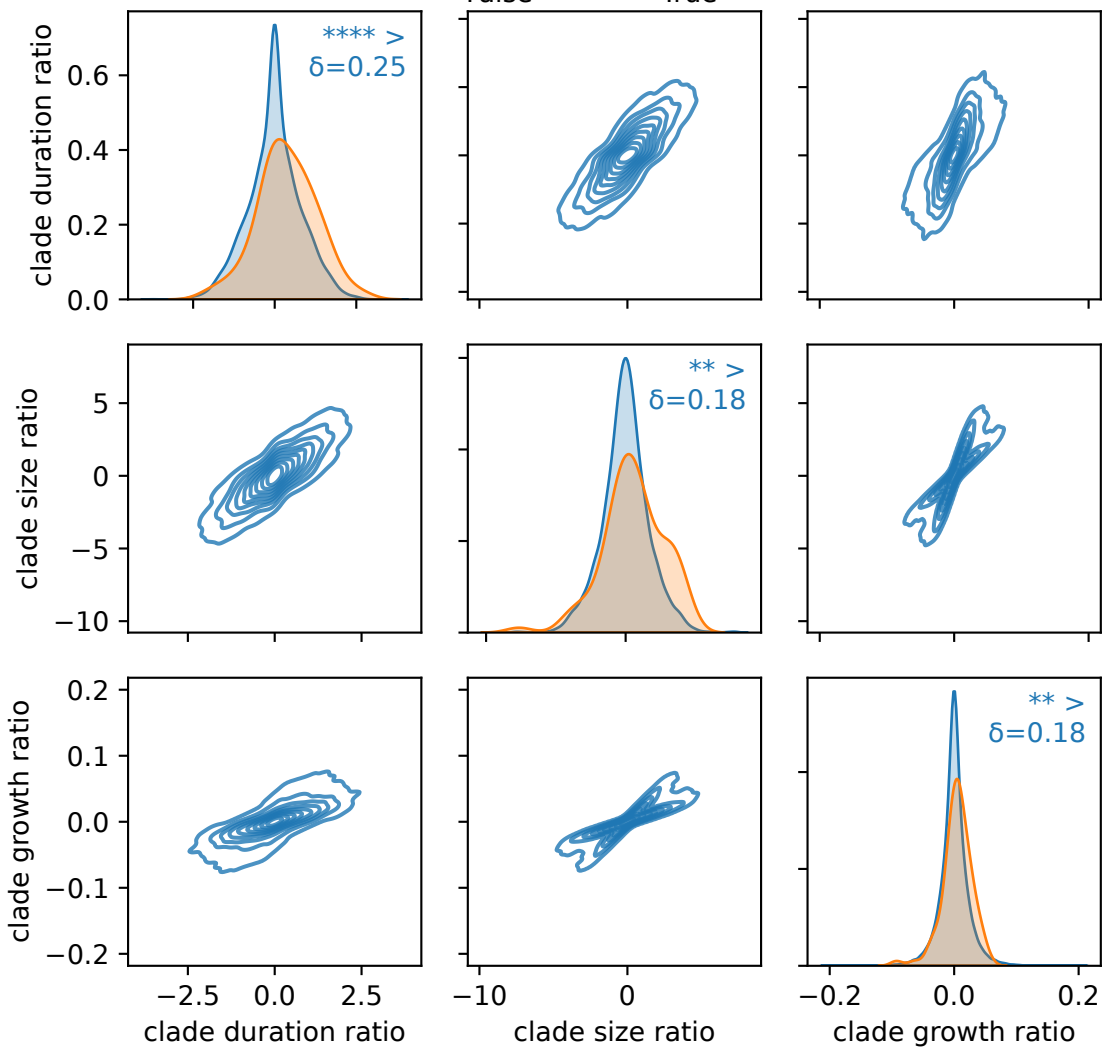 False True
clade duration ratio
0.6
0.4
0.2
0.0
**** >
δ=0.25
clade size ratio
5
0
−5
−10
** >
δ=0.18
clade growth ratio
0.2
0.1
0.0
−0.1
−0.2
** >
δ=0.18
−2.5 0.0 2.5
−10 0
−0.2 0.0 0.2
clade duration ratio
clade size ratio
clade growth ratio